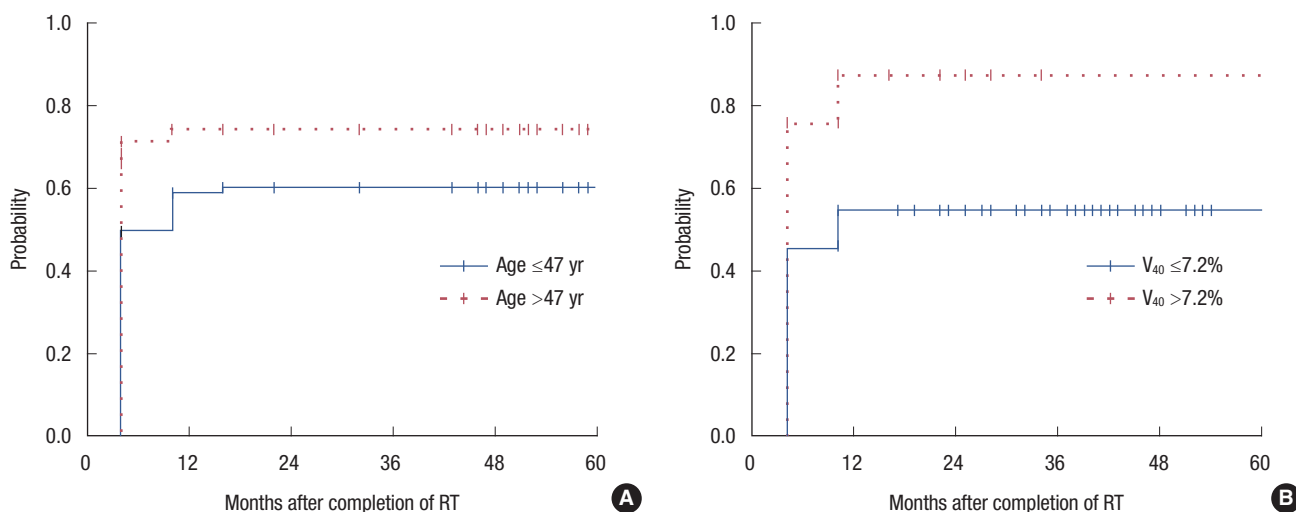 1.0
0.8
0.6
0.4
0.2
0.0
Probability
Age ≤47 yr
Age >47 yr
0 12 24 36 48 60
Months after completion of RT
A
1.0
0.8
0.6
0.4
0.2
0.0
Probability
V₄₀ ≤7.2%
V₄₀ >7.2%
0 12 24 36 48 60
Months after completion of RT
B